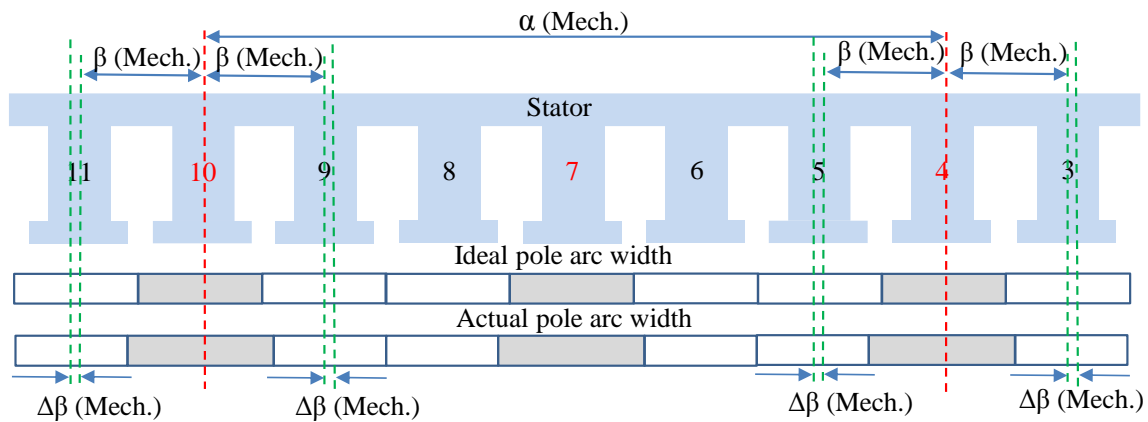 α (Mech.)
β (Mech.) β (Mech.) β (Mech.) β (Mech.)
Stator
11 10 9 8 7 6 5 4 3
Ideal pole arc width
Actual pole arc width
Δβ (Mech.) Δβ (Mech.) Δβ (Mech.) Δβ (Mech.)